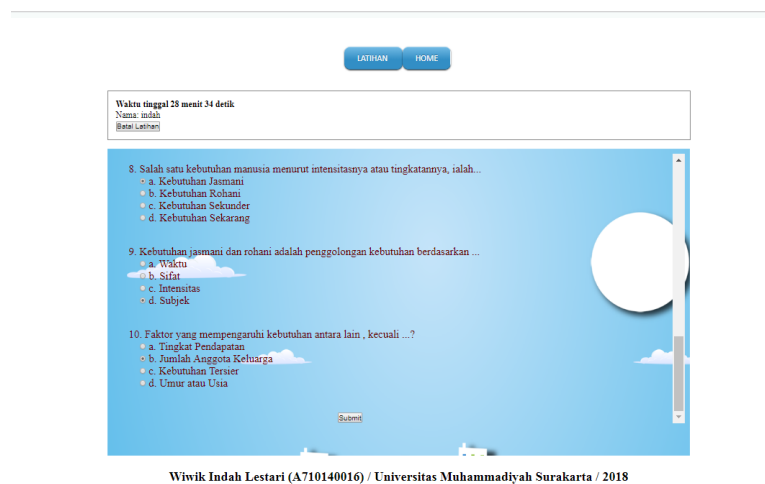 LATIHAN HOME
Waktu tinggal 28 menit 34 detik
Nama: indah
Batal Latihan
8. Salah satu kebutuhan manusia menurut intensitasnya atau tingkatannya, ialah...
a. Kebutuhan Jasmani
b. Kebutuhan Rohani
c. Kebutuhan Sekunder
d. Kebutuhan Sekarang
9. Kebutuhan jasmani dan rohani adalah penggolongan kebutuhan berdasarkan ...
a. Waktu
b. Sifat
c. Intensitas
d. Subjek
10. Faktor yang mempengaruhi kebutuhan antara lain , kecuali ...?
a. Tingkat Pendapatan
b. Jumlah Anggota Keluarga
c. Kebutuhan Tersier
d. Umur atau Usia
Submit
Wiwik Indah Lestari (A710140016) / Universitas Muhammadiyah Surakarta / 2018